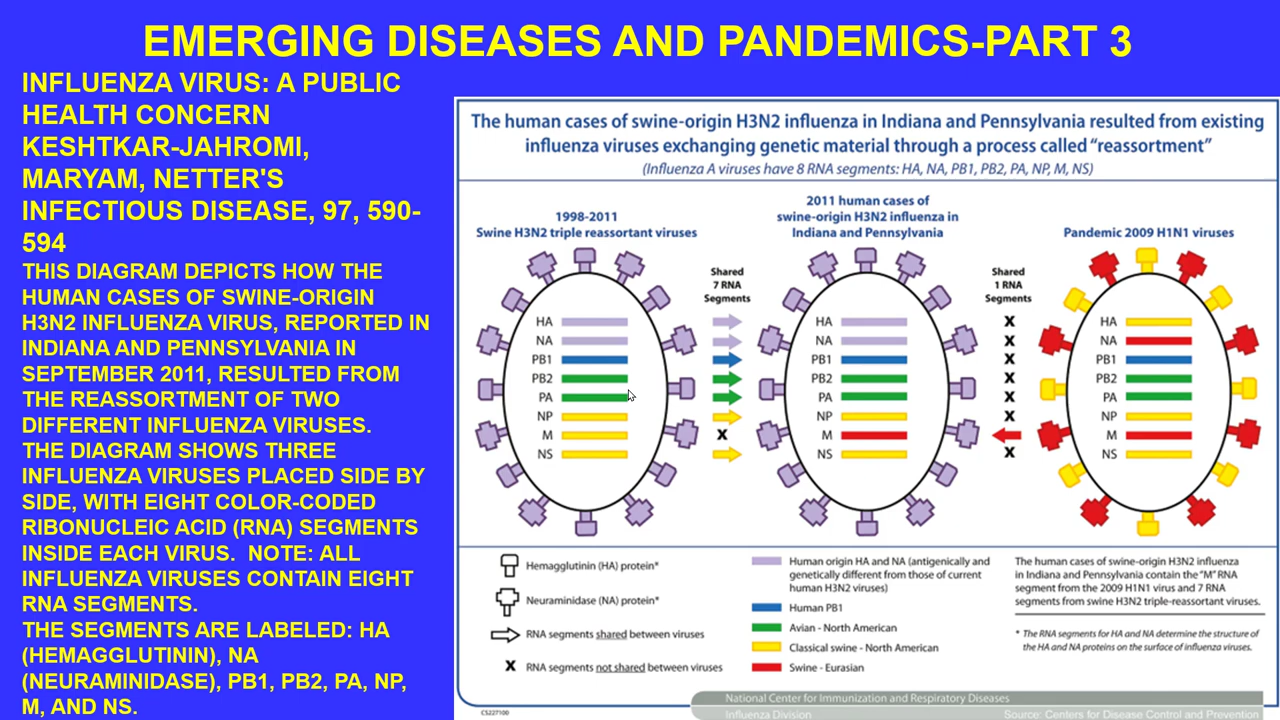 EMERGING DISEASES AND PANDEMICS-PART 3
INFLUENZA VIRUS: A PUBLIC
HEALTH CONCERN
KESHTKAR-JAHROMI,
MARYAM, NETTER'S
INFECTIOUS DISEASE, 97, 590-
594
THIS DIAGRAM DEPICTS HOW THE
HUMAN CASES OF SWINE-ORIGIN
H3N2 INFLUENZA VIRUS, REPORTED IN
INDIANA AND PENNSYLVANIA IN
SEPTEMBER 2011, RESULTED FROM
THE REASSORTMENT OF TWO
DIFFERENT INFLUENZA VIRUSES.
THE DIAGRAM SHOWS THREE
INFLUENZA VIRUSES PLACED SIDE BY
SIDE, WITH EIGHT COLOR-CODED
RIBONUCLEIC ACID (RNA) SEGMENTS
INSIDE EACH VIRUS.  NOTE: ALL
INFLUENZA VIRUSES CONTAIN EIGHT
RNA SEGMENTS.
THE SEGMENTS ARE LABELED: HA
(HEMAGGLUTININ), NA
(NEURAMINIDASE), PB1, PB2, PA, NP,
M, AND NS.
The human cases of swine-origin H3N2 influenza in Indiana and Pennsylvania resulted from existing
influenza viruses exchanging genetic material through a process called “reassortment”
(Influenza A viruses have 8 RNA segments: HA, NA, PB1, PB2, PA, NP, M, NS)
1998-2011
Swine H3N2 triple reassortant viruses
HA
NA
PB1
PB2
PA
NP
M
NS
Shared
7 RNA
Segments
X
2011 human cases of
swine-origin H3N2 influenza in
Indiana and Pennsylvania
HA
NA
PB1
PB2
PA
NP
M
NS
Shared
1 RNA
Segments
X
X
X
X
X
X
X
Pandemic 2009 H1N1 viruses
HA
NA
PB1
PB2
PA
NP
M
NS
Hemagglutinin (HA) protein*
Neuraminidase (NA) protein*
RNA segments shared between viruses
X RNA segments not shared between viruses
Human origin HA and NA (antigenically and
genetically different from those of current
human H3N2 viruses)
Human PB1
Avian - North American
Classical swine - North American
Swine - Eurasian
The human cases of swine-origin H3N2 influenza
in Indiana and Pennsylvania contain the “M” RNA
segment from the 2009 H1N1 virus and 7 RNA
segments from swine H3N2 triple-reassortant viruses.
* The RNA segments for HA and NA determine the structure of
the HA and NA proteins on the surface of influenza viruses.
CS227100
National Center for Immunization and Respiratory Diseases
Influenza Division
Source: Centers for Disease Control and Prevention